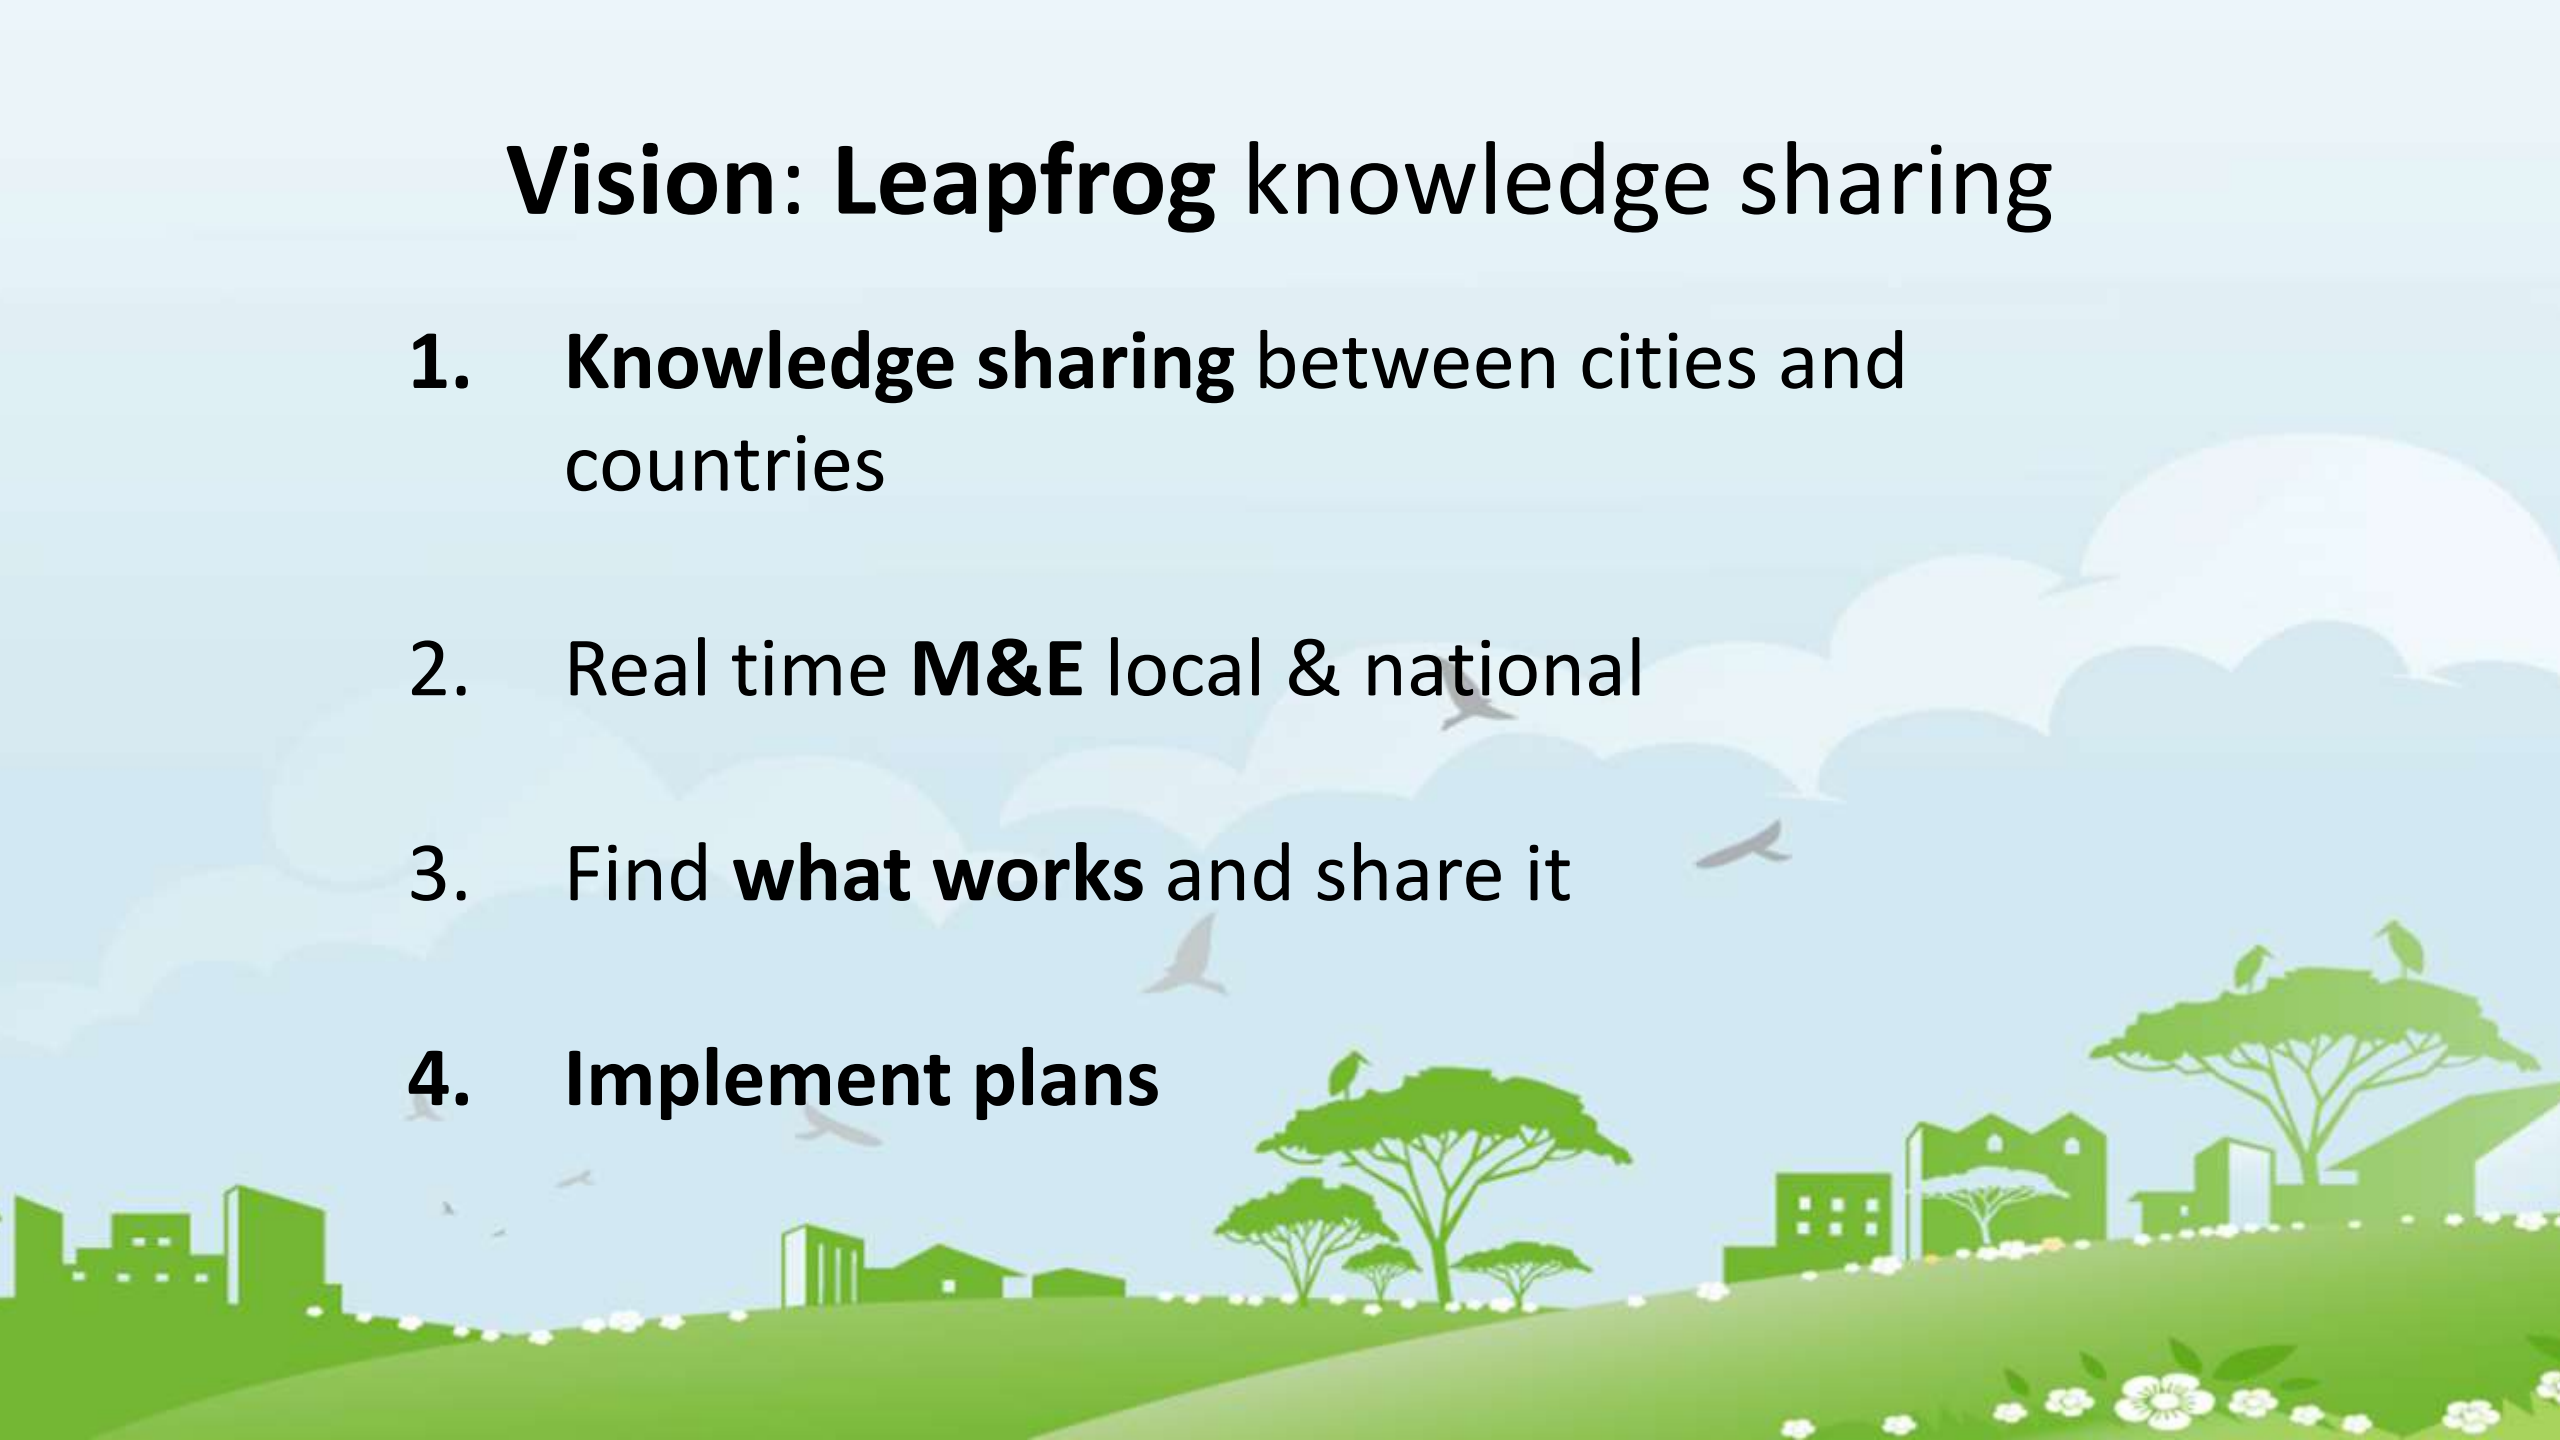 Vision: Leapfrog knowledge sharing
1. Knowledge sharing between cities and
countries
2. Real time M&E local & national
3. Find what works and share it
4. Implement plans